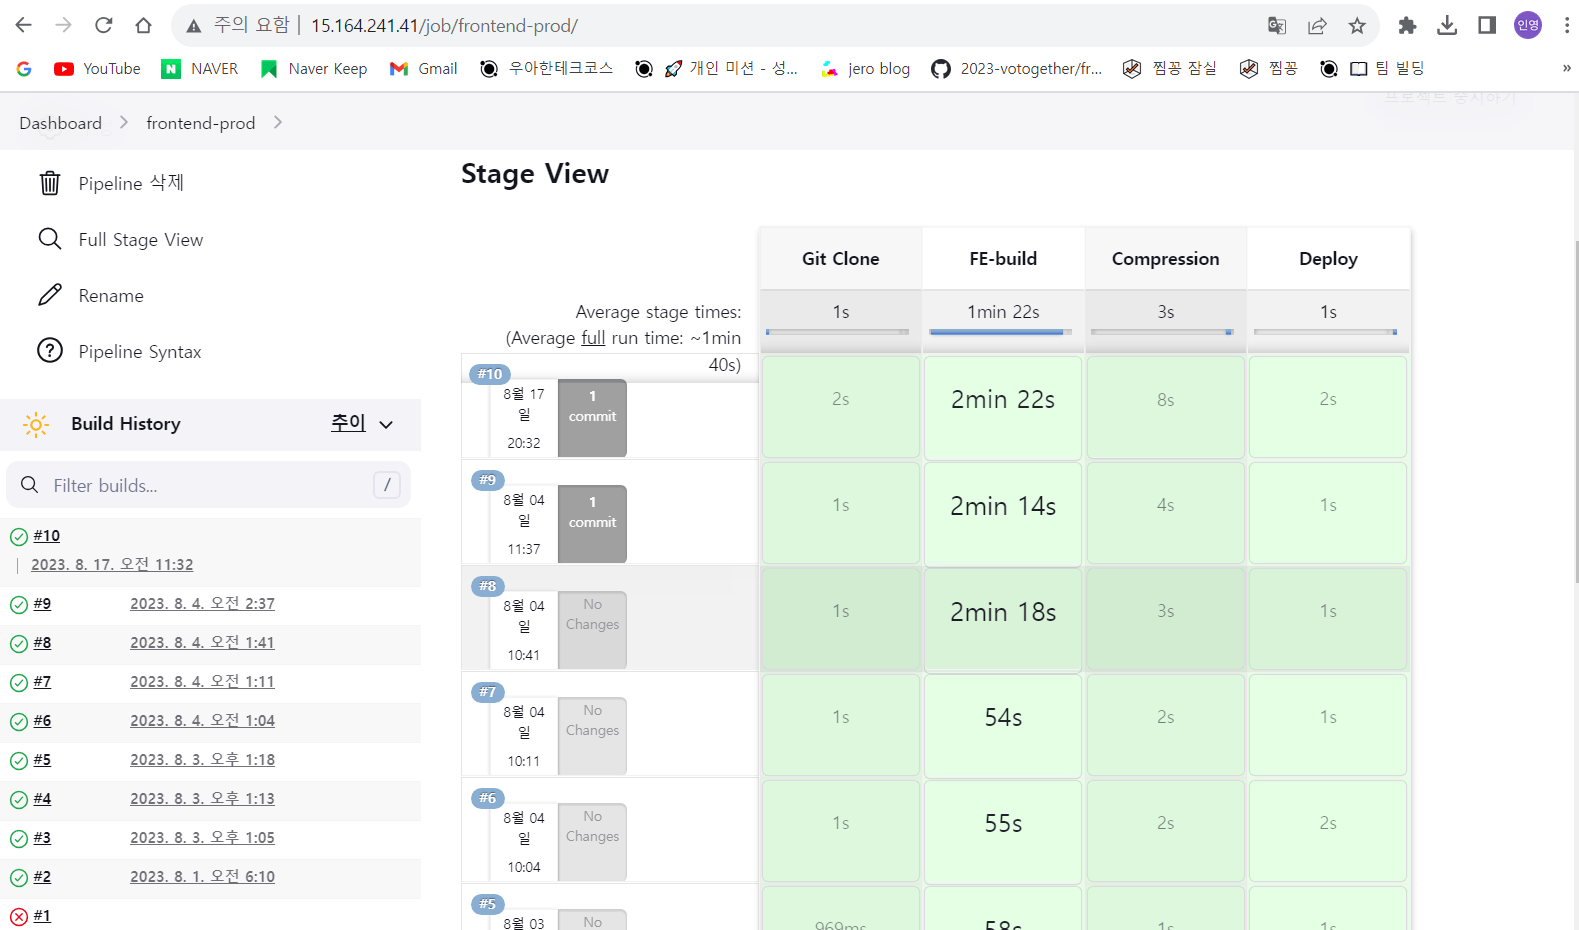 주의 요함 | 15.164.241.41/job/frontend-prod/
인영
YouTube NAVER Naver Keep Gmail 우아한테크코스 개인 미션 - 성... jero blog 2023-votogether/fr... 찜꽁 잠실 찜꽁 팀 빌딩 »
프로젝트 중지하기
Dashboard frontend-prod
Pipeline 삭제
Full Stage View
Rename
Pipeline Syntax
Build History 추이
Filter builds... /
#10
2023. 8. 17. 오전 11:32
#9 2023. 8. 4. 오전 2:37
#8 2023. 8. 4. 오전 1:41
#7 2023. 8. 4. 오전 1:11
#6 2023. 8. 4. 오전 1:04
#5 2023. 8. 3. 오후 1:18
#4 2023. 8. 3. 오후 1:13
#3 2023. 8. 3. 오후 1:05
#2 2023. 8. 1. 오전 6:10
#1
Stage View
Git Clone FE-build Compression Deploy
Average stage times: 1s 1min 22s 3s 1s
(Average full run time: ~1min
40s)
#10
8월 17
일
20:32
1
commit
2s 2min 22s 8s 2s
#9
8월 04
일
11:37
1
commit
1s 2min 14s 4s 1s
#8
8월 04
일
10:41
No
Changes
1s 2min 18s 3s 1s
#7
8월 04
일
10:11
No
Changes
1s 54s 2s 1s
#6
8월 04
일
10:04
No
Changes
1s 55s 2s 2s
#5
8월 03
No
969ms 58s 1s 1s